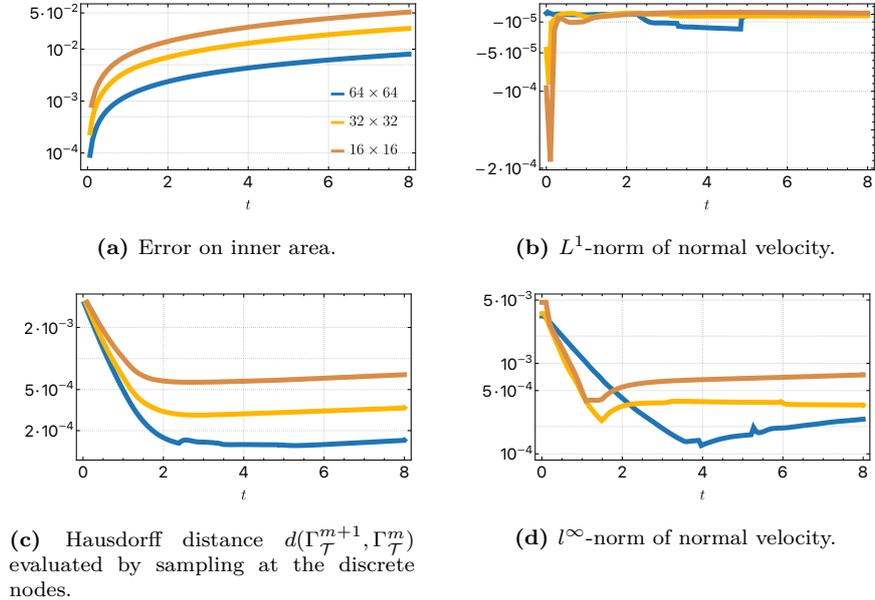 5·10⁻²
10⁻²
10⁻³
10⁻⁴
64 × 64
32 × 32
16 × 16
0 2 4 6 8
t
(a) Error on inner area.
−10⁻⁵
−5·10⁻⁵
−10⁻⁴
−2·10⁻⁴
0 2 4 6 8
t
(b) L¹-norm of normal velocity.
2·10⁻³
5·10⁻⁴
2·10⁻⁴
0 2 4 6 8
t
(c) Hausdorff distance d(Γ_𝒯^{m+1}, Γ_𝒯^m)
evaluated by sampling at the discrete
nodes.
5·10⁻³
10⁻³
5·10⁻⁴
10⁻⁴
0 2 4 6 8
t
(d) l^∞-norm of normal velocity.